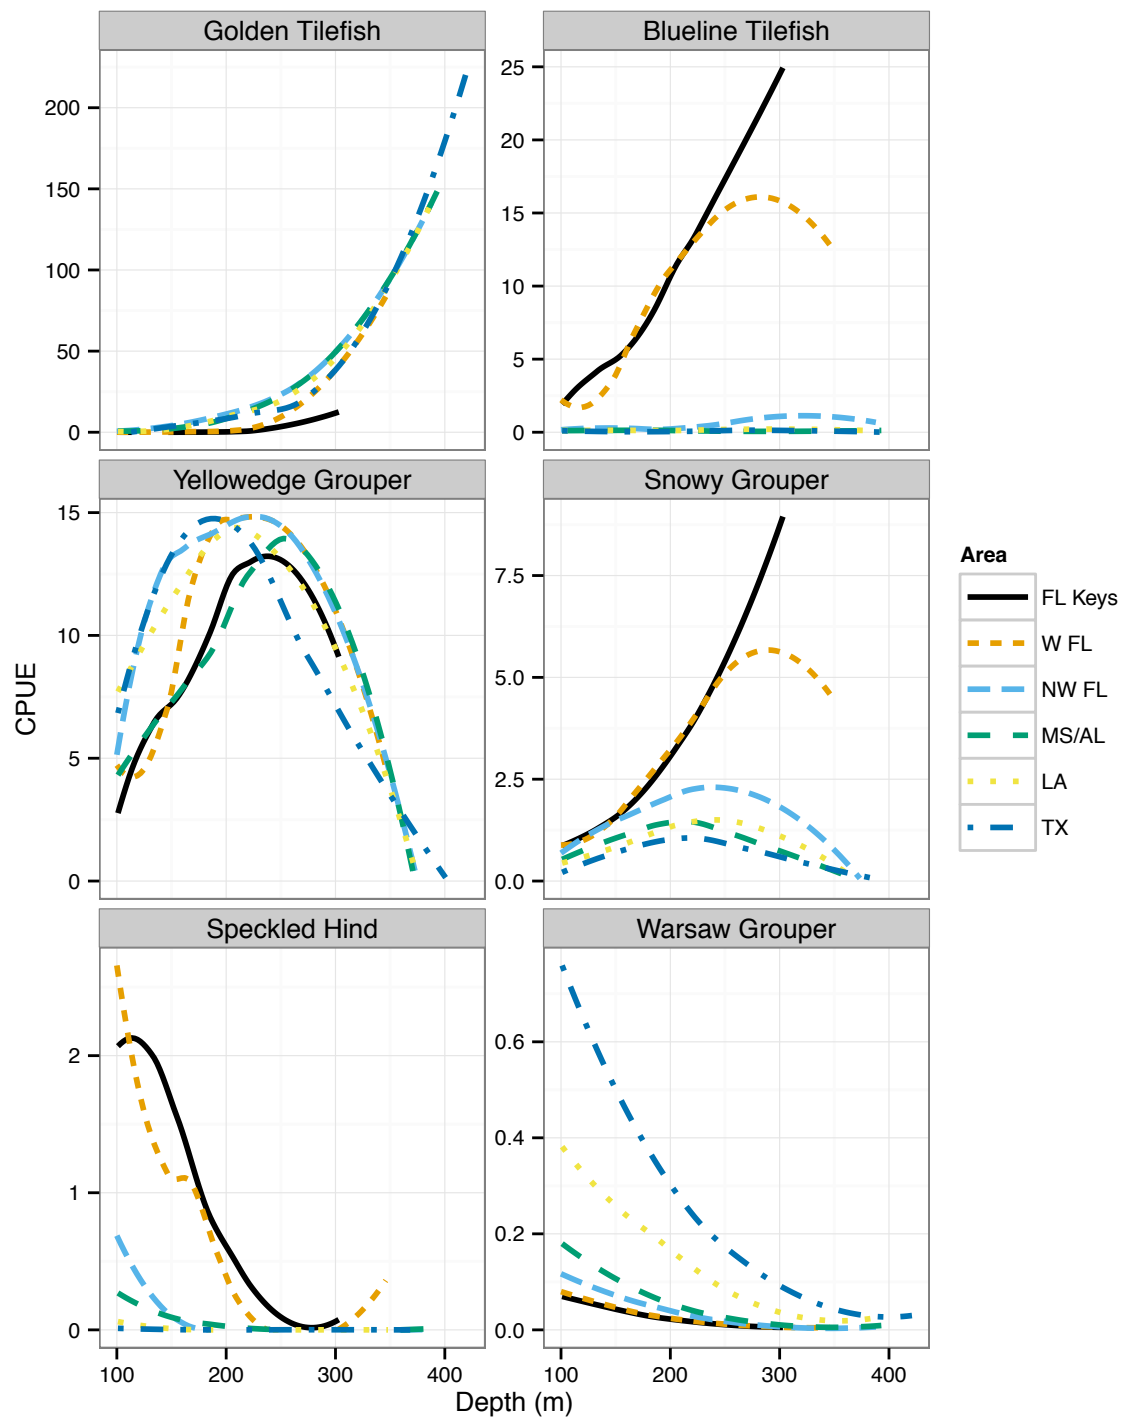 Golden Tilefish
Blueline Tilefish
200
150
100
50
0
25
20
15
10
5
0
Yellowedge Grouper
Snowy Grouper
15
10
5
0
7.5
5.0
2.5
0.0
CPUE
Speckled Hind
Warsaw Grouper
2
1
0
0.6
0.4
0.2
0.0
100 200 300 400
100 200 300 400
Depth (m)
Area
FL Keys
W FL
NW FL
MS/AL
LA
TX